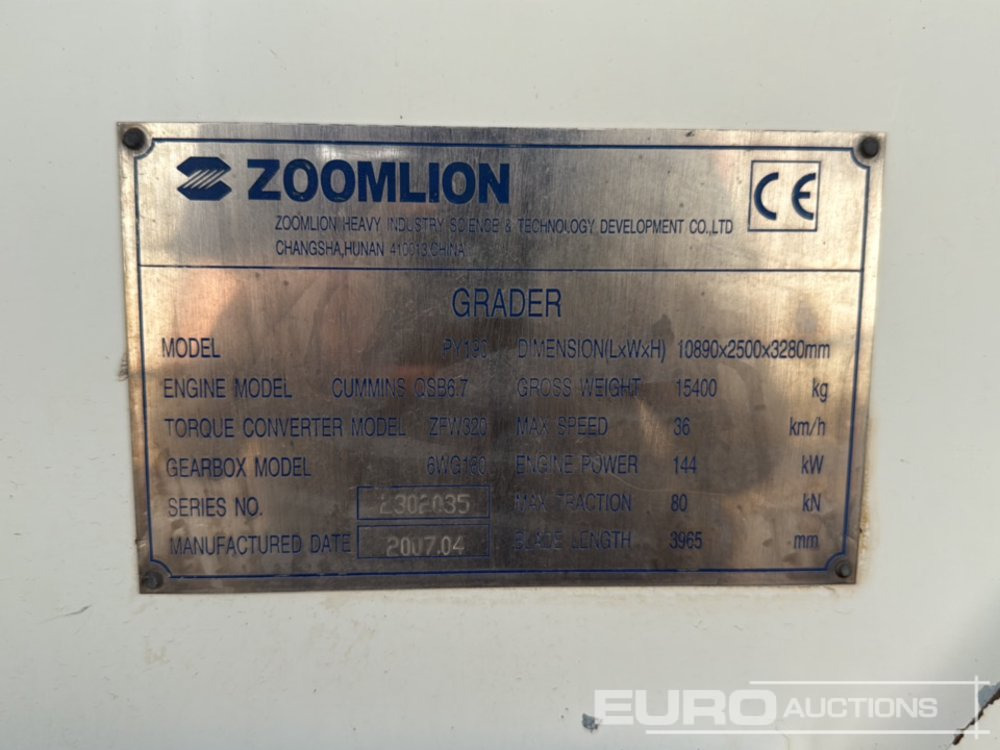 ZOOMLION
CE
ZOOMLION HEAVY INDUSTRY SCIENCE & TECHNOLOGY DEVELOPMENT CO.,LTD
CHANGSHA,HUNAN 410013.CHINA
GRADER
MODEL PY190 DIMENSION(LxWxH) 10890x2500x3280mm
ENGINE MODEL CUMMINS QSB6.7 GROSS WEIGHT 15400 kg
TORQUE CONVERTER MODEL ZFW320 MAX SPEED 36 km/h
GEARBOX MODEL 6WG180 ENGINE POWER 144 kW
SERIES NO. 2302035 MAX TRACTION 80 kN
MANUFACTURED DATE 2007.04 BLADE LENGTH 3965 mm
EURO AUCTIONS